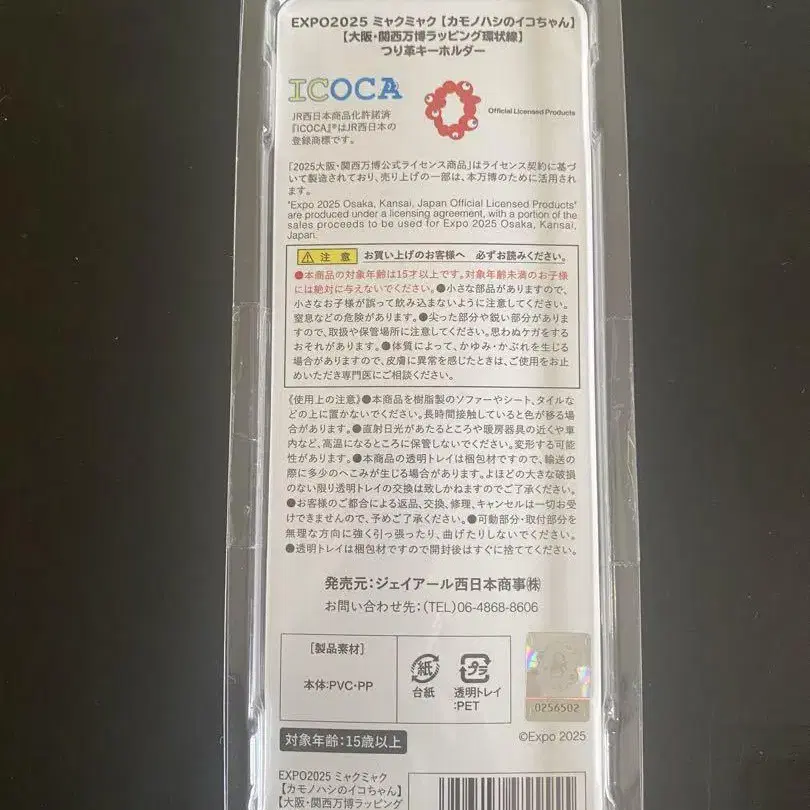 EXPO2025 ミャクミャク【カモノハシのイコちゃん】
【大阪・関西万博ラッピング環状線】
つり革キーホルダー
ICOCA
JR西日本商品化許諾済
『ICOCA』®はJR西日本の
登録商標です。
Official Licensed Products
「2025大阪・関西万博公式ライセンス商品」はライセンス契約に基づ
いて製造されており、売り上げの一部は、本万博のために活用されま
す。
"Expo 2025 Osaka, Kansai, Japan Official Licensed Products"
are produced under a licensing agreement, with a portion of the
sales proceeds to be used for Expo 2025 Osaka, Kansai,
Japan.
注 意 お買い上げのお客様へ 必ずお読みください。
●本商品の対象年齢は15才以上です。対象年齢未満のお子様
には絶対に与えないでください。●小さな部品がありますので、
小さなお子様が誤って飲み込まないように注意してください。
窒息などの危険があります。●尖った部分や鋭い部分がありま
すので、取扱や保管場所に注意してください。思わぬケガをする
おそれがあります。●体質によって、かゆみ・かぶれを生じる
場合がありますので、皮膚に異常を感じたときは、ご使用をお止
めいただき専門医にご相談ください。
《使用上の注意》●本商品を樹脂製のソファーやシート、タイルな
どの上に置かないでください。長時間接触していると色が移る場
合があります。●直射日光があたるところや暖房器具の近くや車
内など、高温になるところに保管しないでください。変形する可能
性があります。●本商品の透明トレイは梱包材ですので、輸送の
際に多少のへこみが生じる場合があります。よほどの大きな破損
のない限り透明トレイの交換は致しかねますのでご了承ください。
●お客様のご都合による返品、交換、修理、キャンセルは一切お受
けできませんので、予めご了承ください。●可動部分・取付部分を
無理な方向に強く引っ張ったり、曲げたりしないでください。
●透明トレイは梱包材ですので開封後はすぐに捨ててください。
発売元:ジェイアール西日本商事㈱
お問い合わせ先:(TEL)06-4868-8606
[製品素材]
本体:PVC・PP
紙
台紙
プラ
透明トレイ
:PET
0256502
対象年齢:15歳以上
©Expo 2025
EXPO2025 ミャクミャク
【カモノハシのイコちゃん】
【大阪・関西万博ラッピング